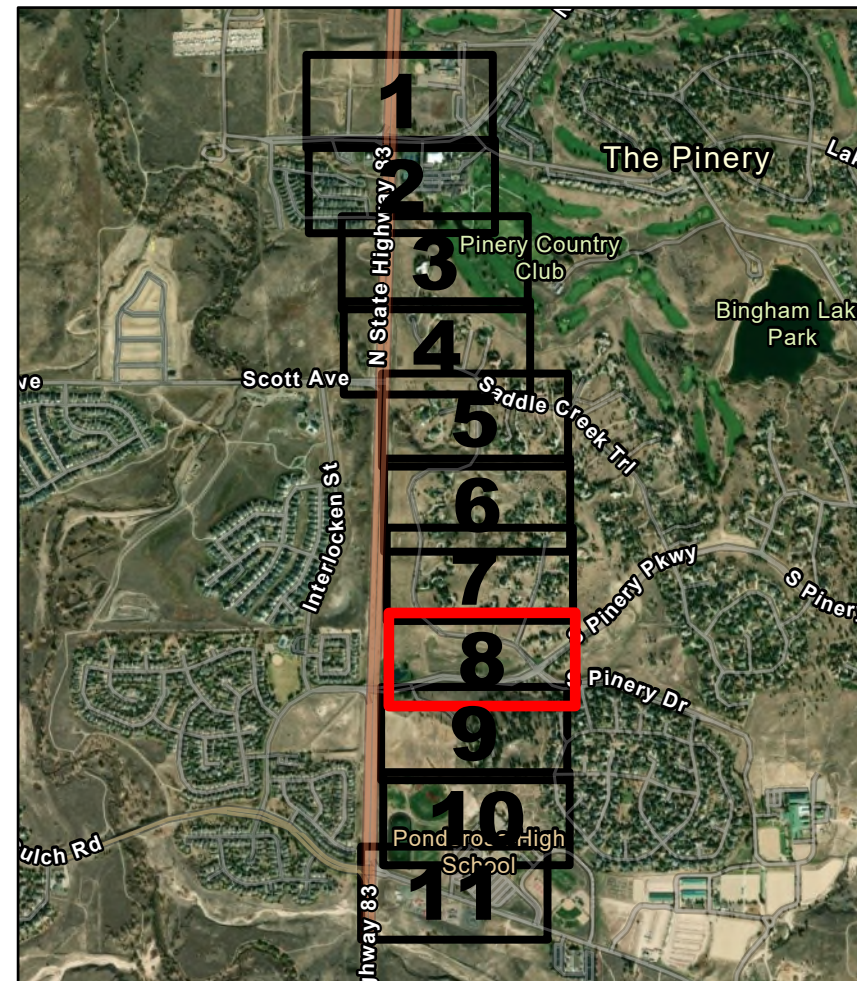 1
The Pinery
2
N State Highway 83
3
Pinery Country
Club
Bingham Lak
Park
4
Scott Ave
ve
Saddle Creek Trl
5
6
Interlocken St
7
S Pinery Pkwy
S Pinery
8
S Pinery Dr
9
10
Ponderosa High
School
ulch Rd
11
ghway 83